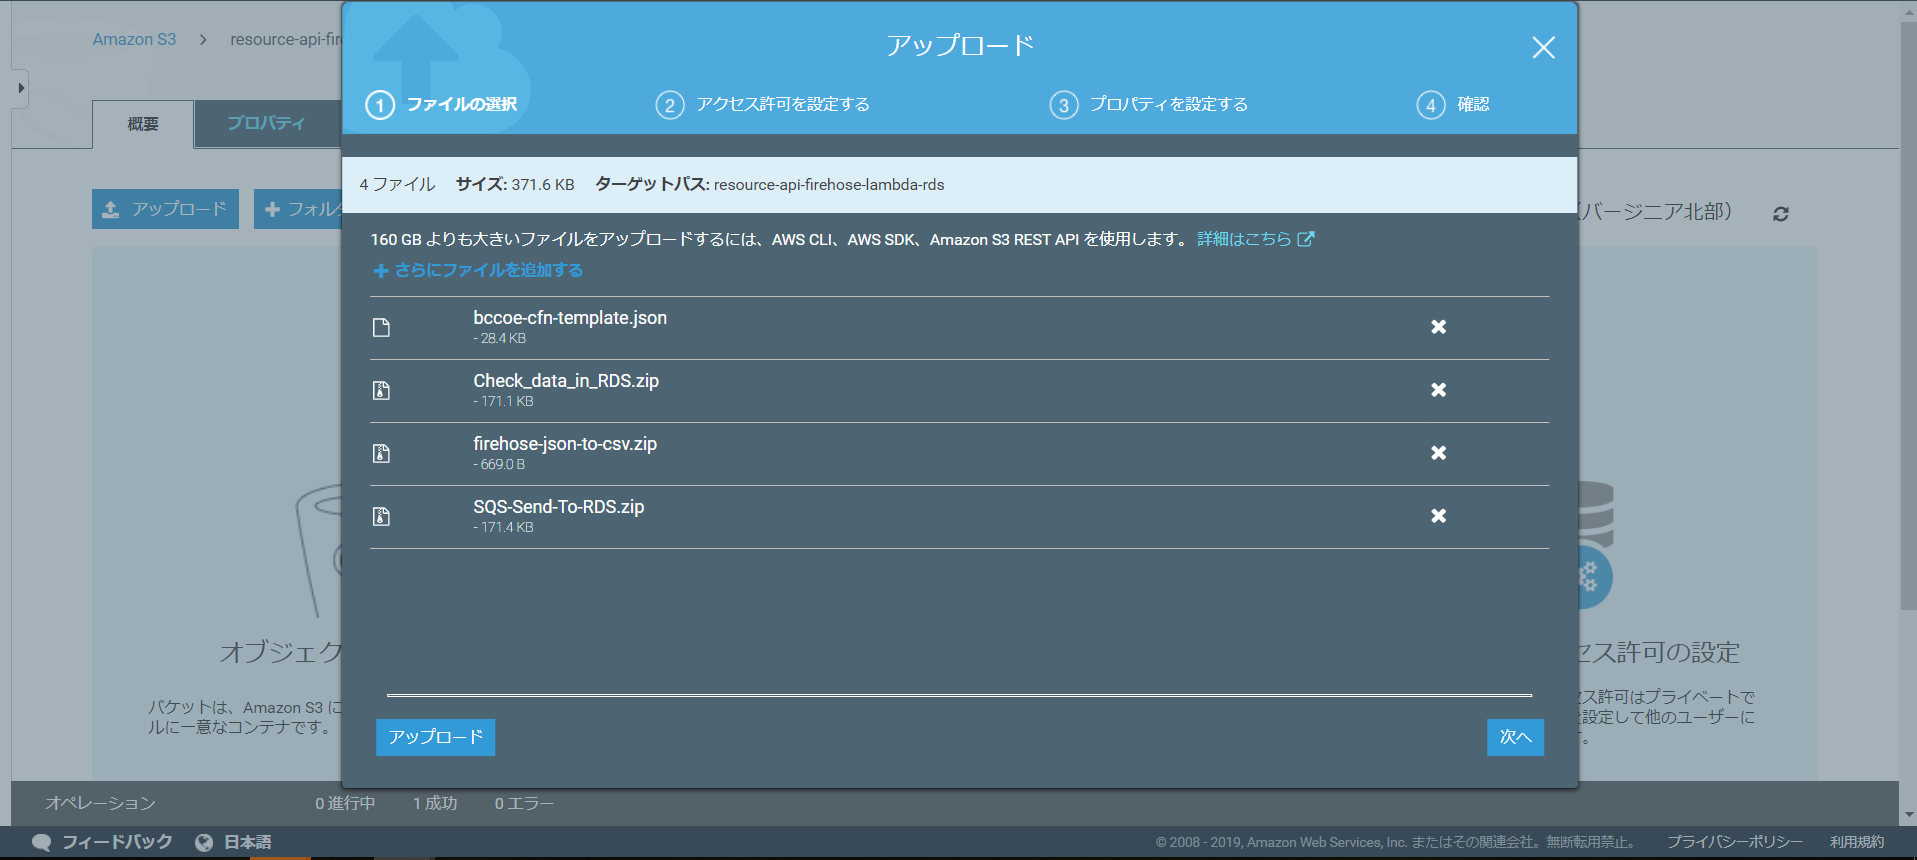 Amazon S3 > resource-api-fir
アップロード
1 ファイルの選択
2 アクセス許可を設定する
3 プロパティを設定する
4 確認
概要
プロパティ
4 ファイル サイズ: 371.6 KB ターゲットパス: resource-api-firehose-lambda-rds
アップロード
フォルダ
(バージニア北部)
160 GB よりも大きいファイルをアップロードするには、AWS CLI、AWS SDK、Amazon S3 REST API を使用します。 詳細はこちら
さらにファイルを追加する
bccoe-cfn-template.json
- 28.4 KB
Check_data_in_RDS.zip
- 171.1 KB
firehose-json-to-csv.zip
- 669.0 B
SQS-Send-To-RDS.zip
- 171.4 KB
オブジェク
セス許可の設定
バケットは、Amazon S3 に
ルに一意なコンテナです。
ス許可はプライベートで
設定して他のユーザーに
。
アップロード
次へ
オペレーション 0 進行中 1 成功 0 エラー
フィードバック 日本語
© 2008 - 2019, Amazon Web Services, Inc. またはその関連会社。無断転用禁止。 プライバシーポリシー 利用規約